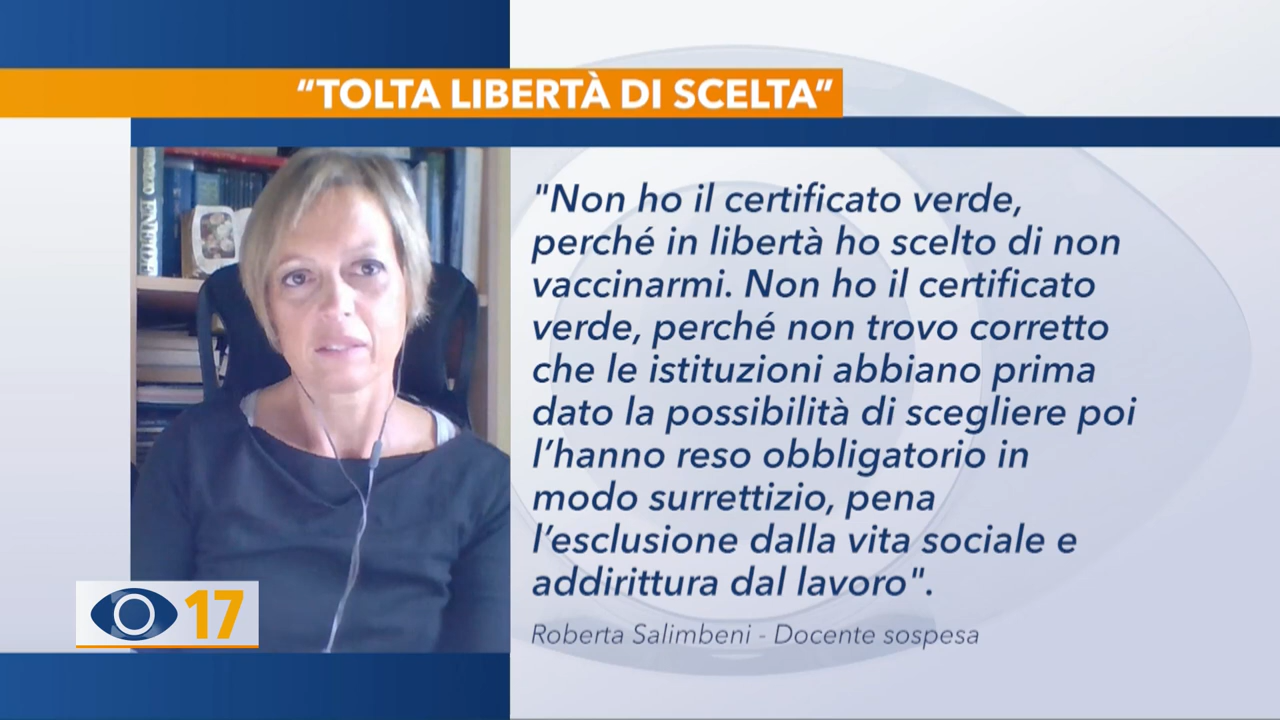 “TOLTA LIBERTÀ DI SCELTA”
"Non ho il certificato verde,
perché in libertà ho scelto di non
vaccinarmi. Non ho il certificato
verde, perché non trovo corretto
che le istituzioni abbiano prima
dato la possibilità di scegliere poi
l’hanno reso obbligatorio in
modo surrettizio, pena
l’esclusione dalla vita sociale e
addirittura dal lavoro".
Roberta Salimbeni - Docente sospesa
17